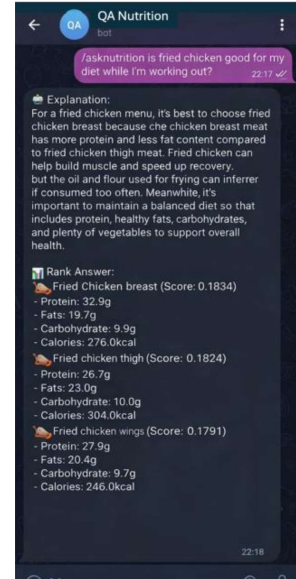 QA Nutrition
QA
bot
/asknutrition is fried chicken good for my
diet while I'm working out?
22:17
Explanation:
For a fried chicken menu, it's best to choose fried
chicken breast because che chicken breast meat
has more protein and less fat content compared
to fried chicken thigh meat. Fried chicken can
help build muscle and speed up recovery.
but the oil and flour used for frying can inferrer
if consumed too often. Meanwhile, it's
important to maintain a balanced diet so that
includes protein, healthy fats, carbohydrates,
and plenty of vegetables to support overall
health.
Rank Answer:
Fried Chicken breast (Score: 0.1834)
- Protein: 32.9g
- Fats: 19.7g
- Carbohydrate: 9.9g
- Calories: 276.0kcal
Fried chicken thigh (Score: 0.1824)
- Protein: 26.7g
- Fats: 23.0g
- Carbohydrate: 10.0g
- Calories: 304.0kcal
Fried chicken wings (Score: 0.1791)
- Protein: 27.9g
- Fats: 20.4g
- Carbohydrate: 9.7g
- Calories: 246.0kcal
22:18